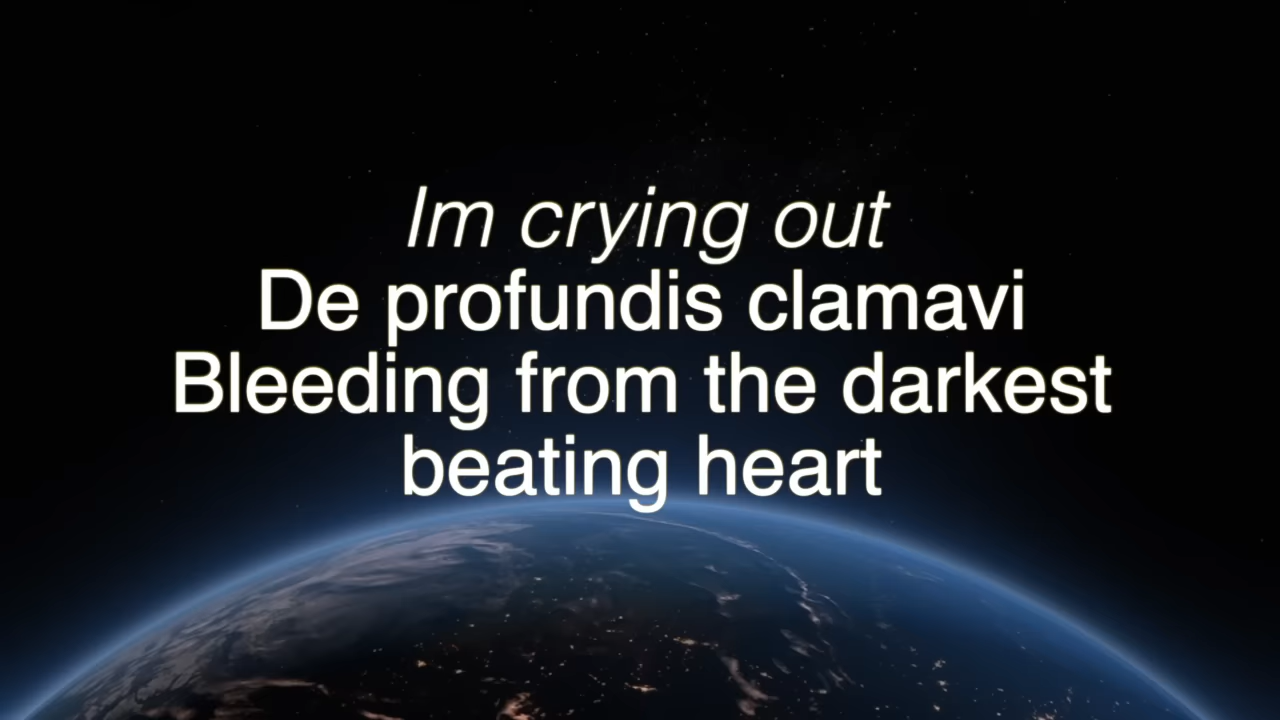 Im crying out
De profundis clamavi
Bleeding from the darkest
beating heart